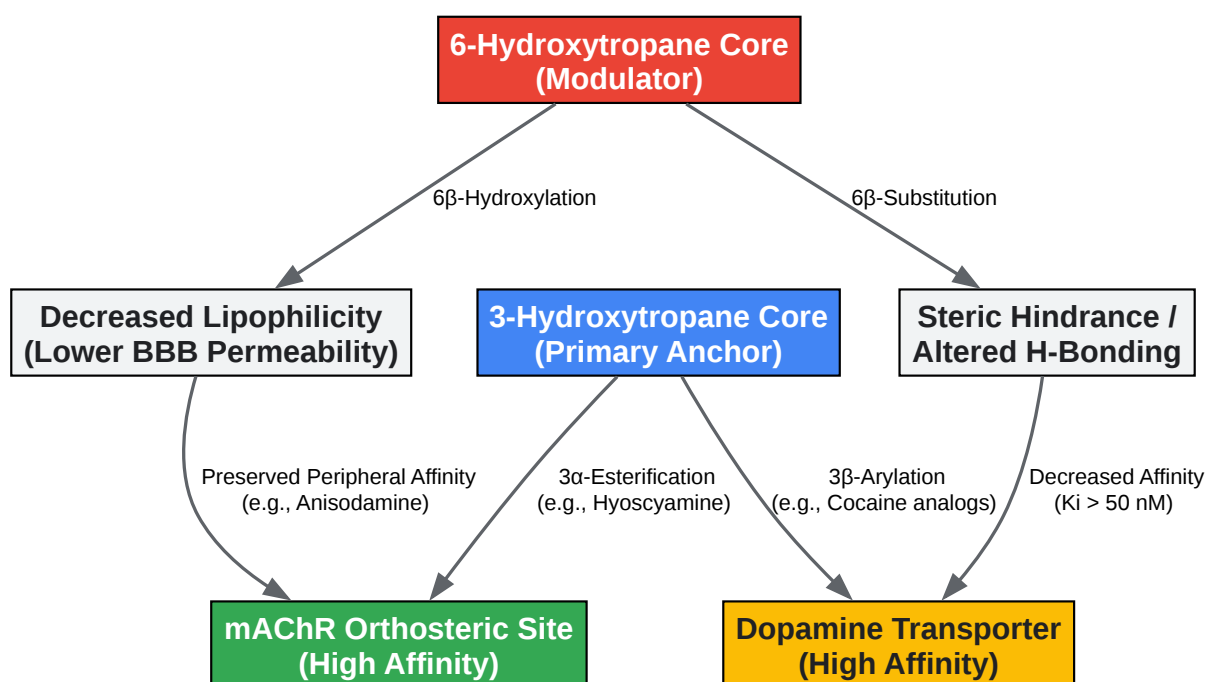 6-Hydroxytropane Core
(Modulator)
6β-Hydroxylation
6β-Substitution
Decreased Lipophilicity
(Lower BBB Permeability)
3-Hydroxytropane Core
(Primary Anchor)
Steric Hindrance /
Altered H-Bonding
Preserved Peripheral Affinity
(e.g., Anisodamine)
3α-Esterification
(e.g., Hyoscyamine)
3β-Arylation
(e.g., Cocaine analogs)
Decreased Affinity
(Ki > 50 nM)
mAChR Orthosteric Site
(High Affinity)
Dopamine Transporter
(High Affinity)